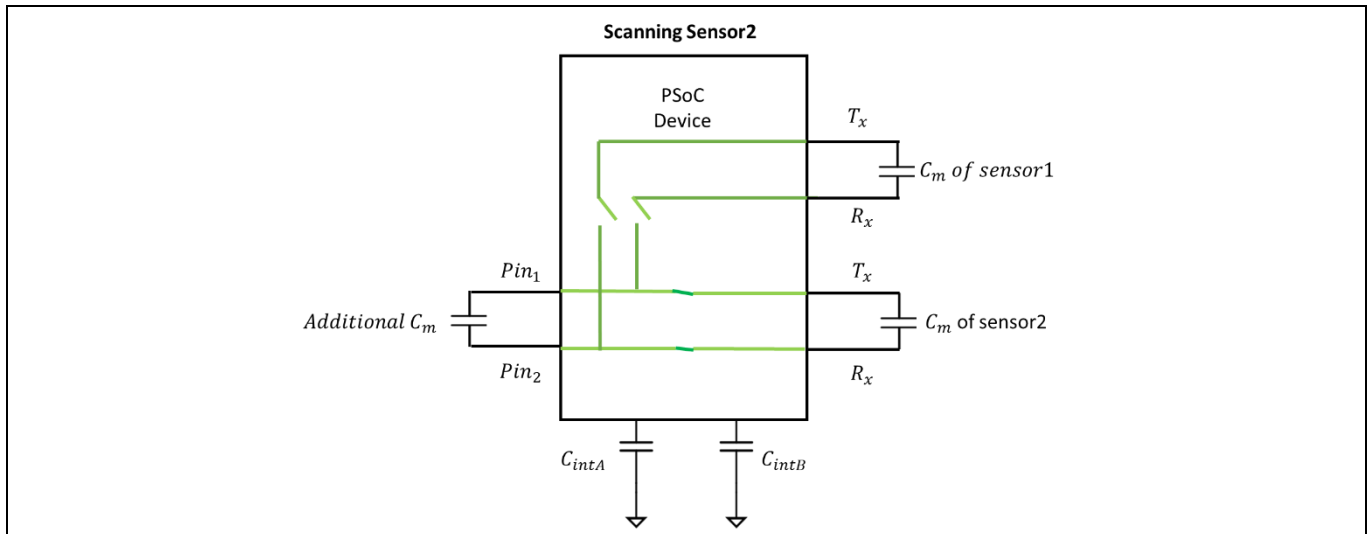 Scanning Sensor2
PSoC
Device
Tx
Cm of sensor1
Rx
Pin1
Tx
Additional Cm
Cm of sensor2
Pin2
Rx
CintA
CintB